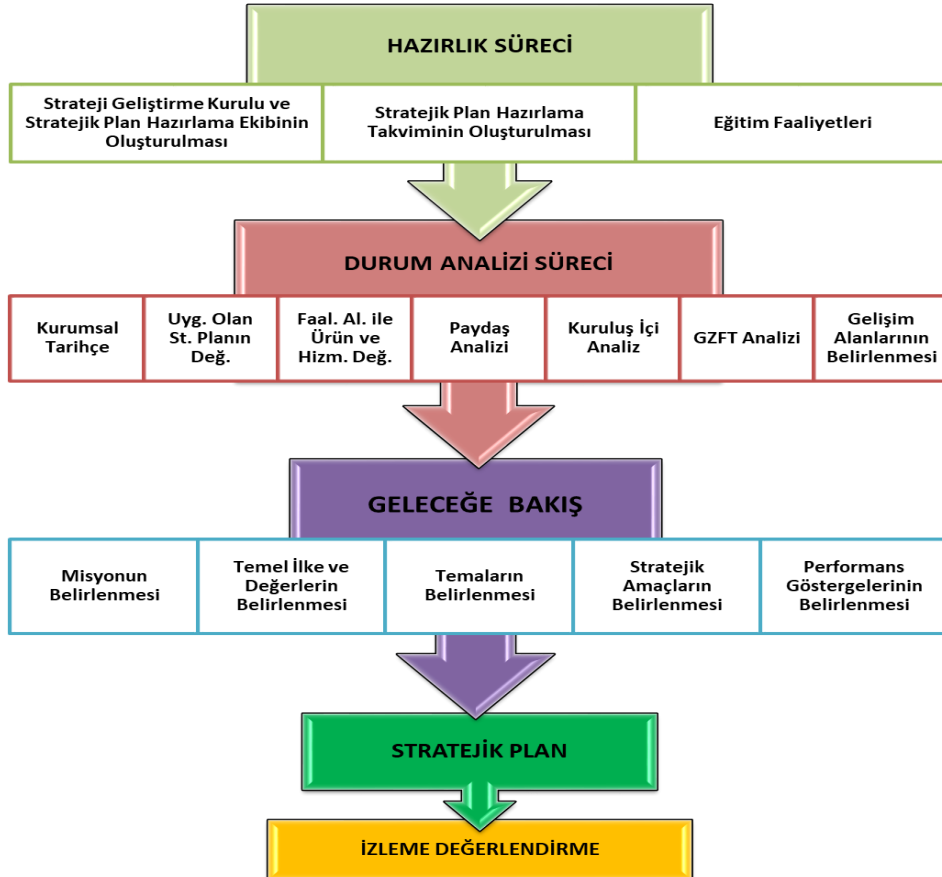 HAZIRLIK SÜRECİ
Strateji Geliştirme Kurulu ve
Stratejik Plan Hazırlama Ekibinin
Oluşturulması
Stratejik Plan Hazırlama
Takviminin Oluşturulması
Eğitim Faaliyetleri
DURUM ANALİZİ SÜRECİ
Kurumsal
Tarihçe
Uyg. Olan
St. Planın
Değ.
Faal. Al. ile
Ürün ve
Hizm. Değ.
Paydaş
Analizi
Kuruluş İçi
Analiz
GZFT Analizi
Gelişim
Alanlarının
Belirlenmesi
GELECEĞE BAKIŞ
Misyonun
Belirlenmesi
Temel İlke ve
Değerlerin
Belirlenmesi
Temaların
Belirlenmesi
Stratejik
Amaçların
Belirlenmesi
Performans
Göstergelerinin
Belirlenmesi
STRATEJİK PLAN
İZLEME DEĞERLENDİRME